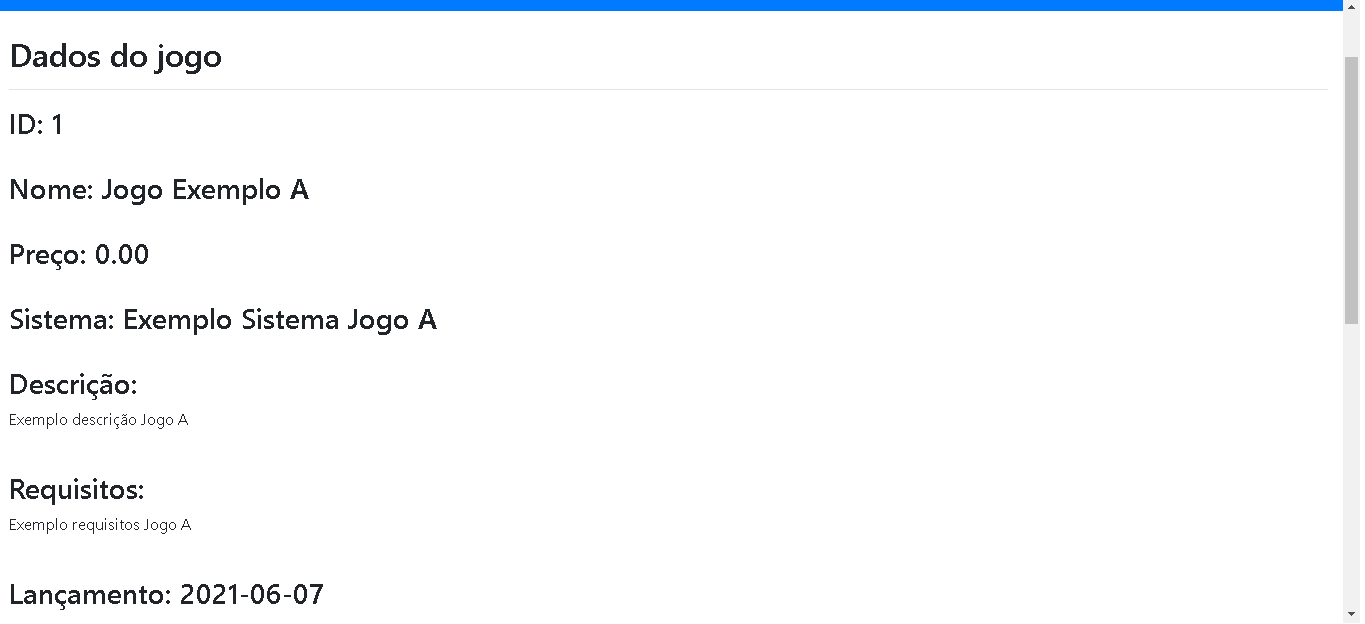 Dados do jogo
ID: 1
Nome: Jogo Exemplo A
Preço: 0.00
Sistema: Exemplo Sistema Jogo A
Descrição:
Exemplo descrição Jogo A
Requisitos:
Exemplo requisitos Jogo A
Lançamento: 2021-06-07